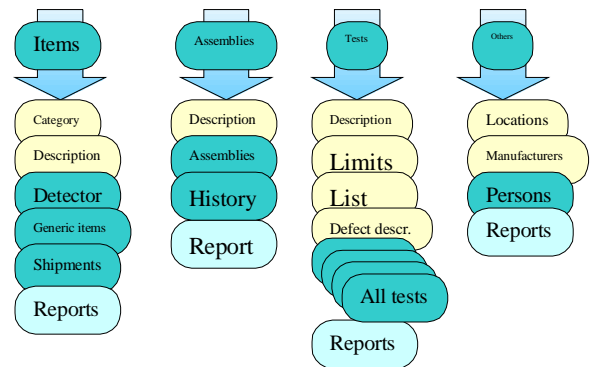 Items
Category
Description
Detector
Generic items
Shipments
Reports
Assemblies
Description
Assemblies
History
Report
Tests
Description
Limits
List
Defect descr.
All tests
Reports
Others
Locations
Manufacturers
Persons
Reports